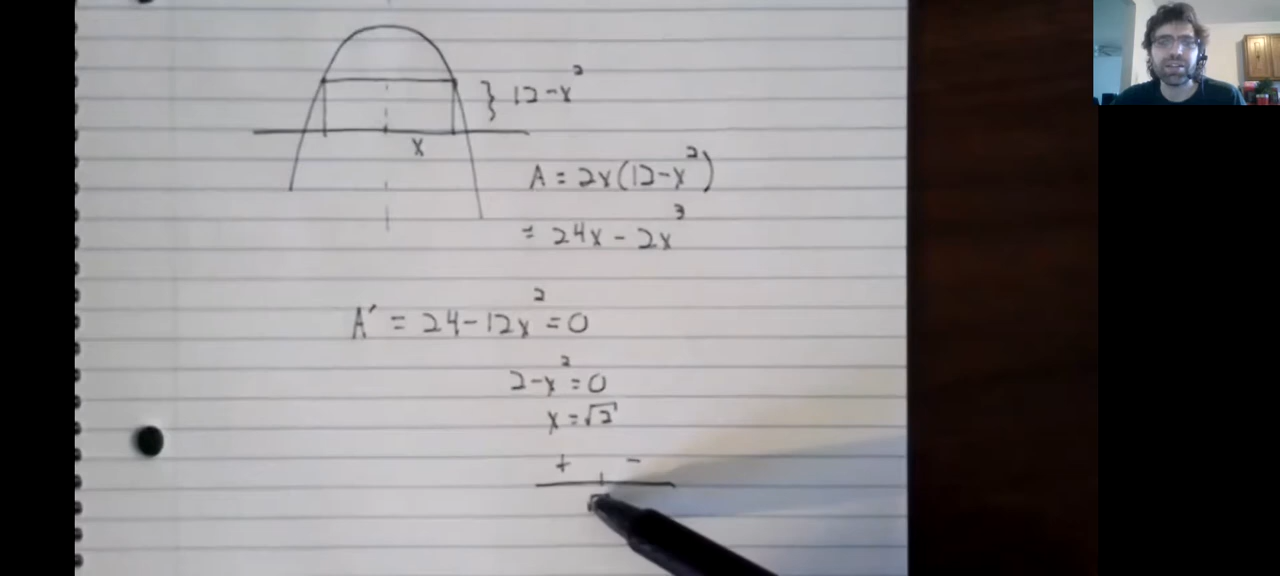 12-x²
x
A = 2x(12-x²)
= 24x - 2x³
A' = 24-12x² = 0
2-x² = 0
x = √2
+ -